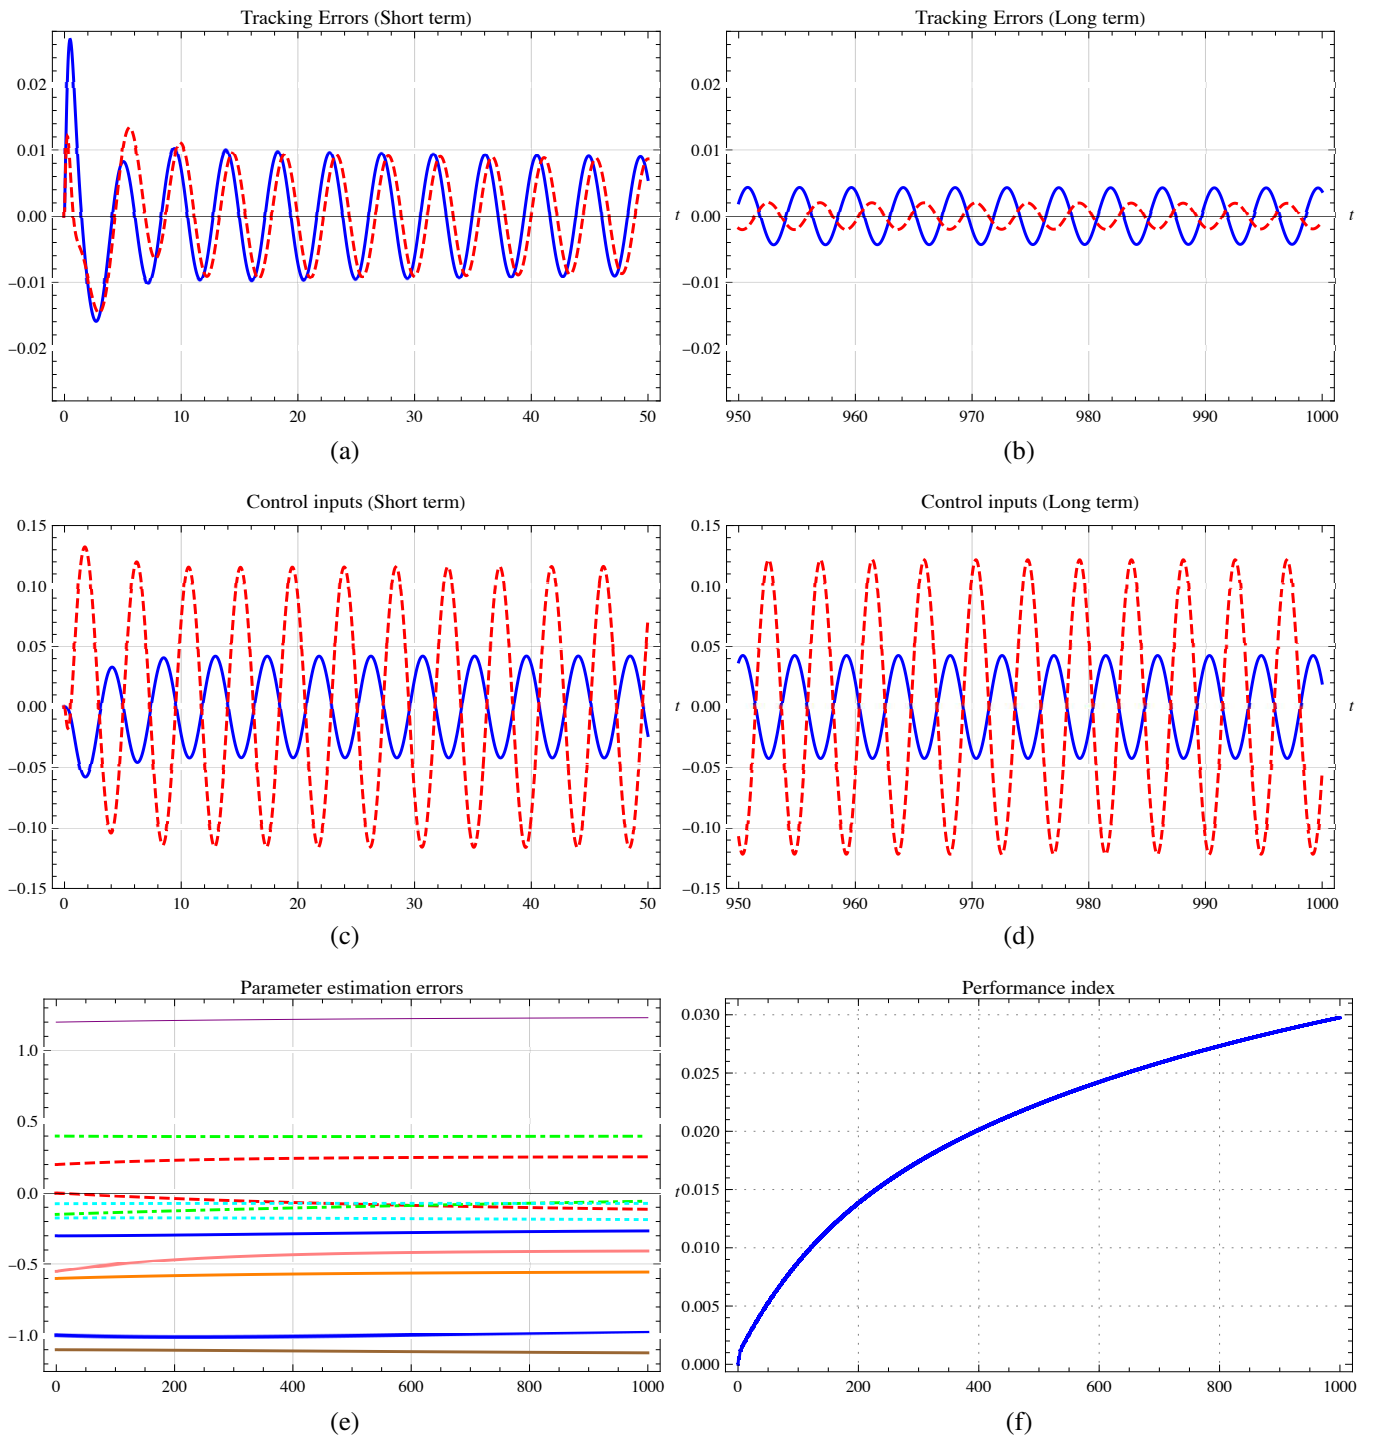 Tracking Errors (Short term)
Tracking Errors (Long term)
0.02
0.01
0.00
−0.01
−0.02
0 10 20 30 40 50
t
0.02
0.01
0.00
−0.01
−0.02
950 960 970 980 990 1000
t
(a)
(b)
Control inputs (Short term)
Control inputs (Long term)
0.15
0.10
0.05
0.00
−0.05
−0.10
−0.15
0 10 20 30 40 50
t
0.15
0.10
0.05
0.00
−0.05
−0.10
−0.15
950 960 970 980 990 1000
t
(c)
(d)
Parameter estimation errors
Performance index
1.0
0.5
0.0
−0.5
−1.0
0 200 400 600 800 1000
t
0.030
0.025
0.020
0.015
0.010
0.005
0.000
0 200 400 600 800 1000
(e)
(f)